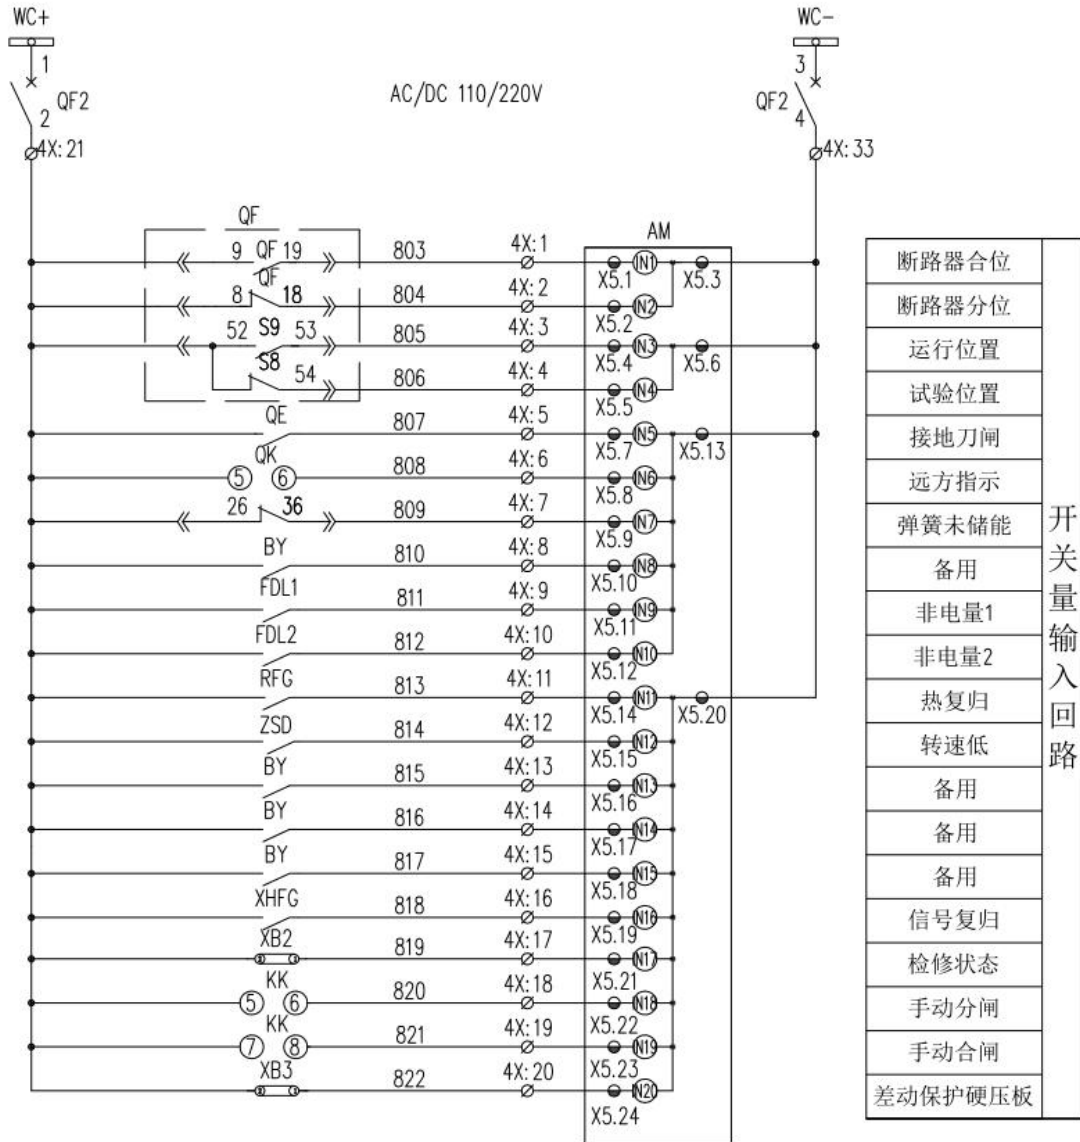 WC+
WC-
1
3
QF2
2
AC/DC 110/220V
QF2
4
4X:21
4X:33
QF
AM
9 QF 19 803 4X:1 X5.1 IN1 X5.3 断路器合位
8 QF 18 804 4X:2 X5.2 IN2 断路器分位
52 S9 53 805 4X:3 X5.4 IN3 X5.6 运行位置
S8 54 806 4X:4 X5.5 IN4 试验位置
QE 807 4X:5 X5.7 IN5 X5.13 接地刀闸
QK 5 6 808 4X:6 X5.8 IN6 远方指示
26 36 809 4X:7 X5.9 IN7 弹簧未储能
BY 810 4X:8 X5.10 IN8 备用
FDL1 811 4X:9 X5.11 IN9 非电量1
FDL2 812 4X:10 X5.12 IN10 非电量2
RFG 813 4X:11 X5.14 IN11 X5.20 热复归
ZSD 814 4X:12 X5.15 IN12 转速低
BY 815 4X:13 X5.16 IN13 备用
BY 816 4X:14 X5.17 IN14 备用
BY 817 4X:15 X5.18 IN15 备用
XHFG 818 4X:16 X5.19 IN16 信号复归
XB2 819 4X:17 X5.21 IN17 检修状态
KK 5 6 820 4X:18 X5.22 IN18 手动分闸
KK 7 8 821 4X:19 X5.23 IN19 手动合闸
XB3 822 4X:20 X5.24 IN20 差动保护硬压板
开关量输入回路